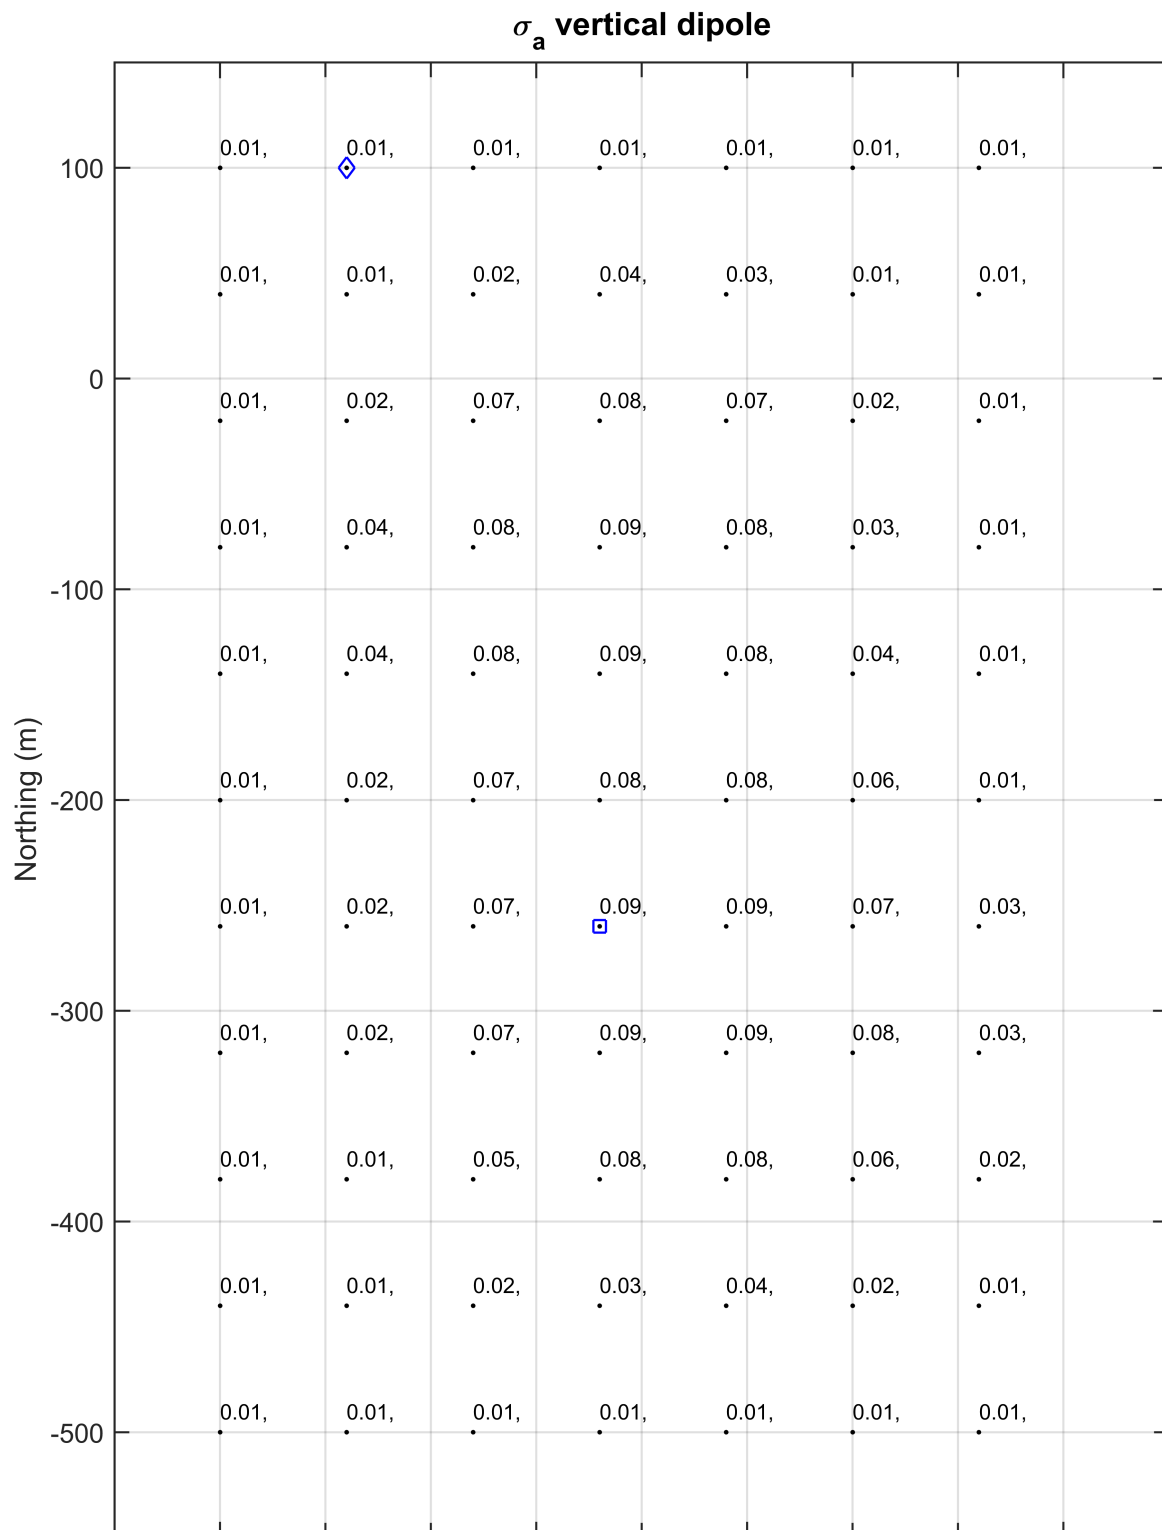 σa vertical dipole
0.01, 0.01, 0.01, 0.01, 0.01, 0.01, 0.01,
100
0.01, 0.01, 0.02, 0.04, 0.03, 0.01, 0.01,
0
0.01, 0.02, 0.07, 0.08, 0.07, 0.02, 0.01,
0.01, 0.04, 0.08, 0.09, 0.08, 0.03, 0.01,
-100
0.01, 0.04, 0.08, 0.09, 0.08, 0.04, 0.01,
Northing (m)
0.01, 0.02, 0.07, 0.08, 0.08, 0.06, 0.01,
-200
0.01, 0.02, 0.07, 0.09, 0.09, 0.07, 0.03,
-300
0.01, 0.02, 0.07, 0.09, 0.09, 0.08, 0.03,
0.01, 0.01, 0.05, 0.08, 0.08, 0.06, 0.02,
-400
0.01, 0.01, 0.02, 0.03, 0.04, 0.02, 0.01,
0.01, 0.01, 0.01, 0.01, 0.01, 0.01, 0.01,
-500